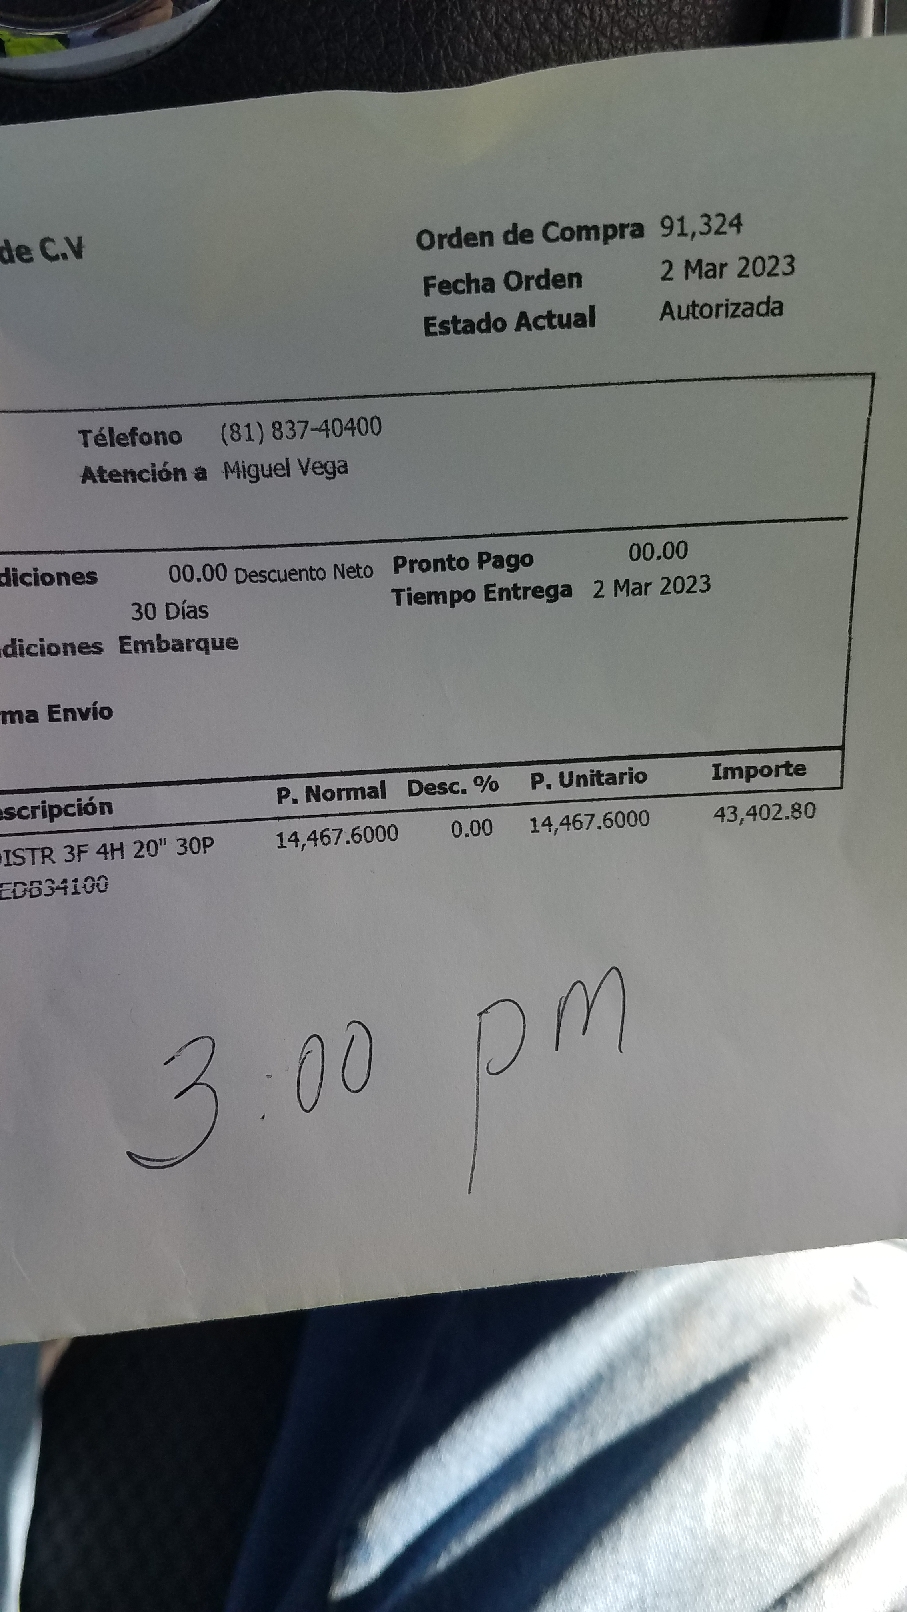 de C.V
Orden de Compra 91,324
Fecha Orden 2 Mar 2023
Estado Actual Autorizada
Télefono (81) 837-40400
Atención a Miguel Vega
diciones 00.00 Descuento Neto Pronto Pago 00.00
30 Días Tiempo Entrega 2 Mar 2023
diciones Embarque
ma Envío
scripción P. Normal Desc. % P. Unitario Importe
ISTR 3F 4H 20" 30P 14,467.6000 0.00 14,467.6000 43,402.80
EDB34100
3:00 pm